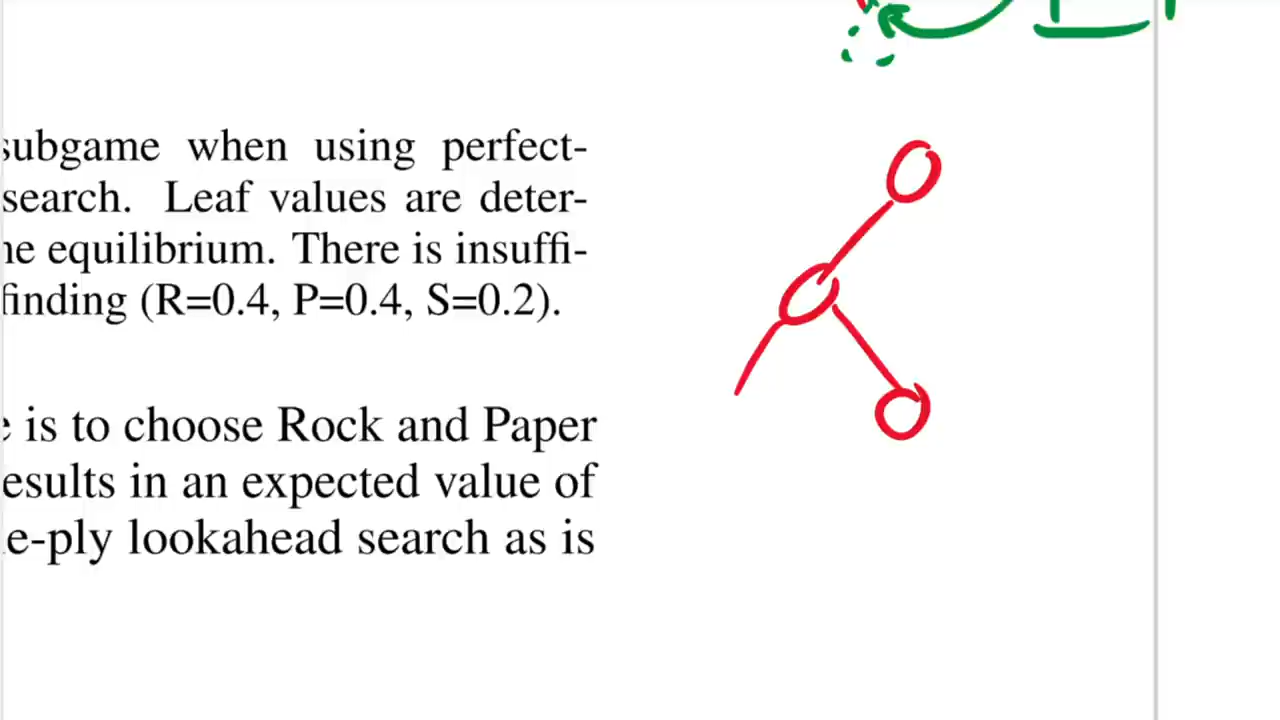 subgame when using perfect-
search. Leaf values are deter-
he equilibrium. There is insuffi-
finding (R=0.4, P=0.4, S=0.2).
e is to choose Rock and Paper
esults in an expected value of
e-ply lookahead search as is